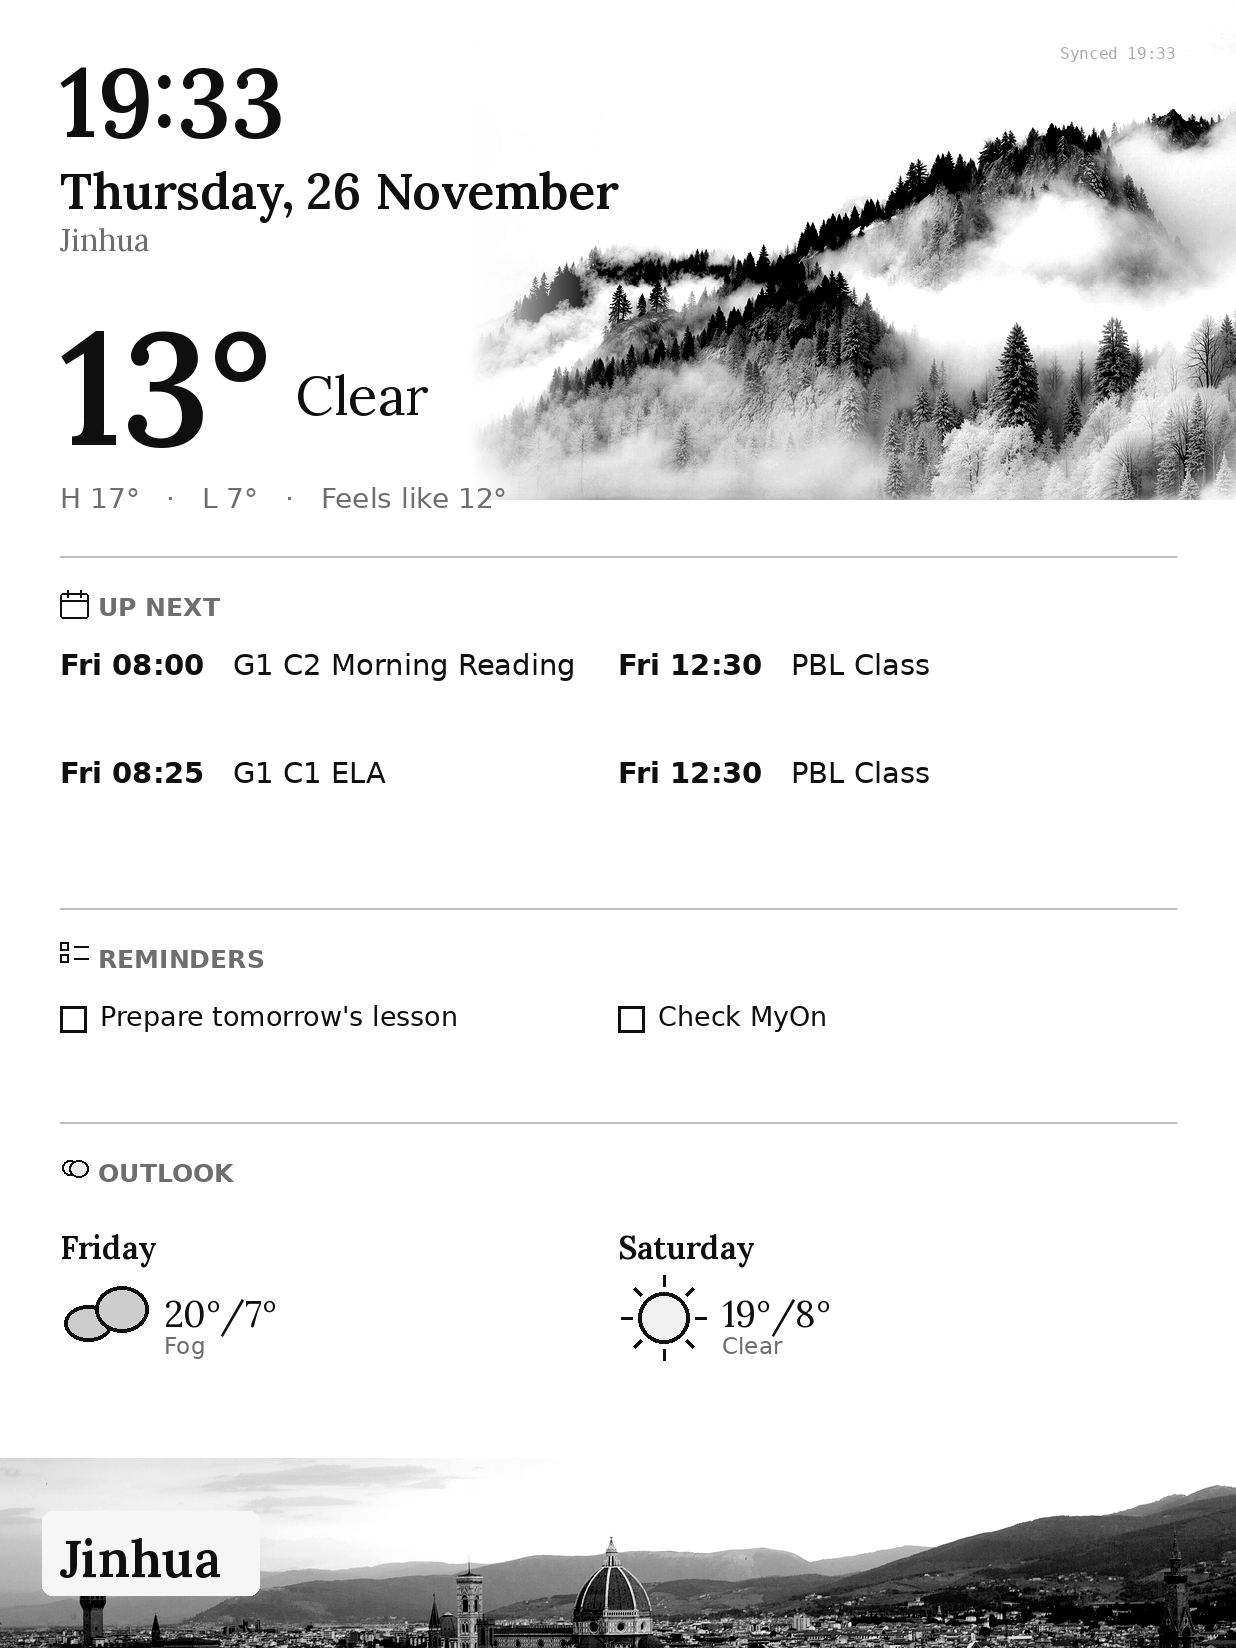 Synced 19:33
19:33
Thursday, 26 November
Jinhua
13° Clear
H 17° · L 7° · Feels like 12°
UP NEXT
Fri 08:00 G1 C2 Morning Reading
Fri 12:30 PBL Class
Fri 08:25 G1 C1 ELA
Fri 12:30 PBL Class
REMINDERS
Prepare tomorrow's lesson
Check MyOn
OUTLOOK
Friday
20°/7°
Fog
Saturday
19°/8°
Clear
Jinhua